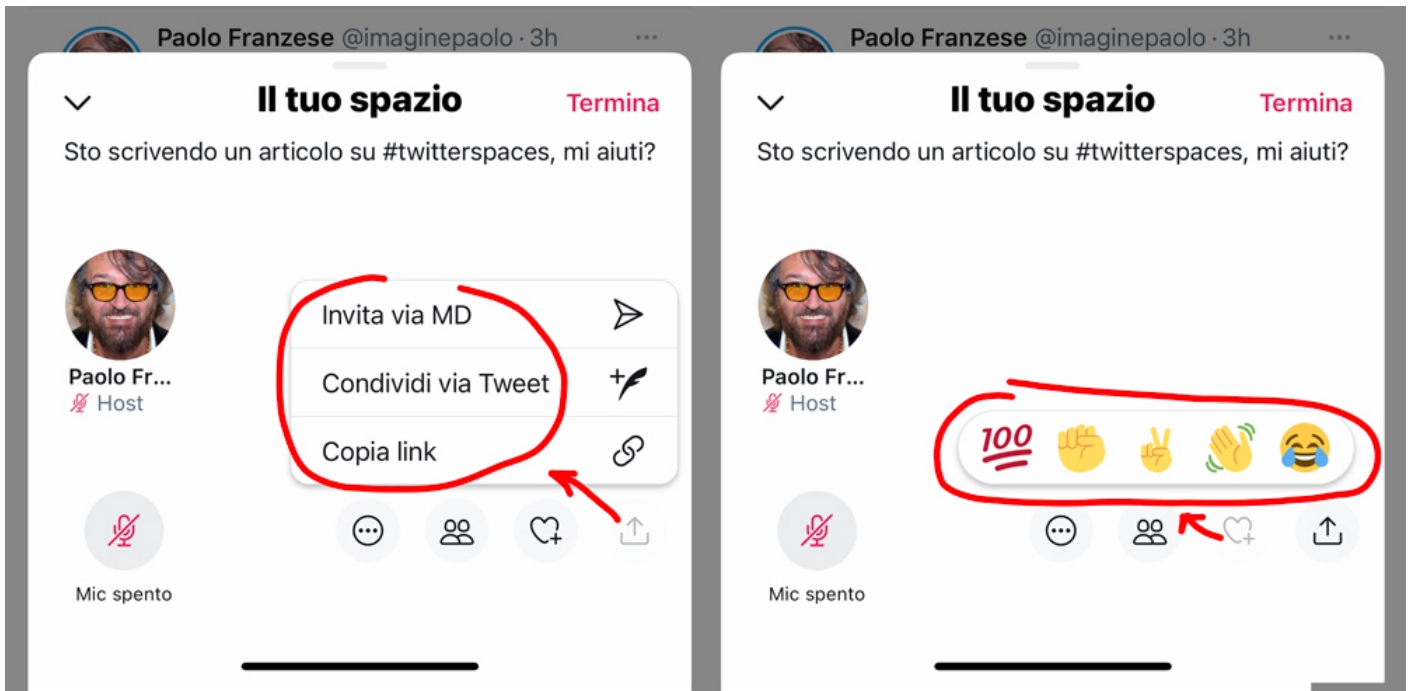 Paolo Franzese @imaginepaolo · 3h
Il tuo spazio
Termina
Sto scrivendo un articolo su #twitterspaces, mi aiuti?
Invita via MD
Condividi via Tweet
Copia link
Paolo Fr...
Host
Mic spento
Paolo Franzese @imaginepaolo · 3h
Il tuo spazio
Termina
Sto scrivendo un articolo su #twitterspaces, mi aiuti?
Paolo Fr...
Host
100
Mic spento